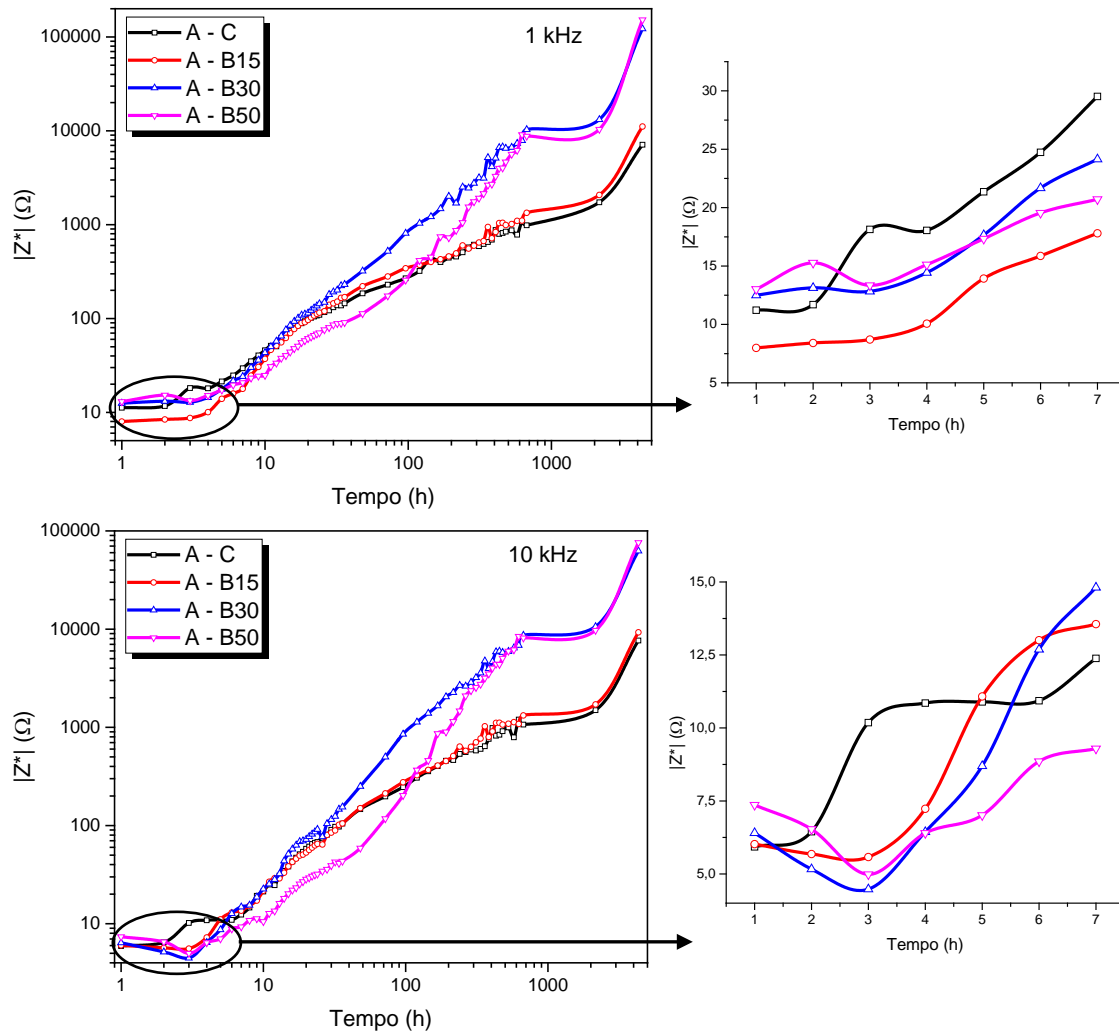 A - C
A - B15
A - B30
A - B50
1 kHz
100000
10000
1000
100
10
|Z*| (Ω)
1 10 100 1000
Tempo (h)
30
25
20
15
10
5
|Z*| (Ω)
1 2 3 4 5 6 7
Tempo (h)
A - C
A - B15
A - B30
A - B50
10 kHz
100000
10000
1000
100
10
|Z*| (Ω)
1 10 100 1000
Tempo (h)
15,0
12,5
10,0
7,5
5,0
|Z*| (Ω)
1 2 3 4 5 6 7
Tempo (h)